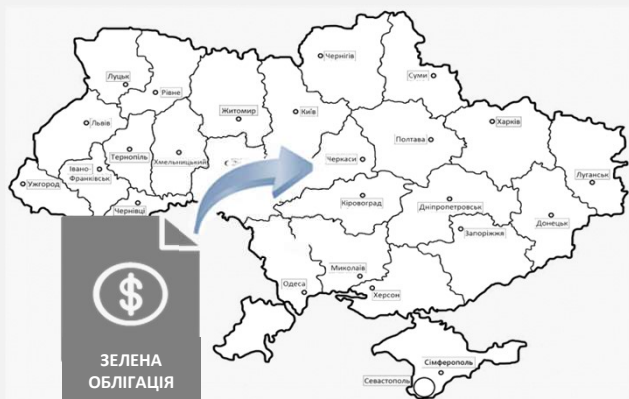 Чернігів
Луцьк
Суми
Рівне
Житомир
Київ
Львів
Харків
Полтава
Тернопіль
Хмельницький
Черкаси
Івано-
Франківськ
Ужгород
Луганськ
Чернівці
Кіровоград
Дніпропетровськ
Донецьк
Запоріжжя
Миколаїв
Одеса
Херсон
$
Сімферополь
ЗЕЛЕНА
ОБЛІГАЦІЯ
Севастополь